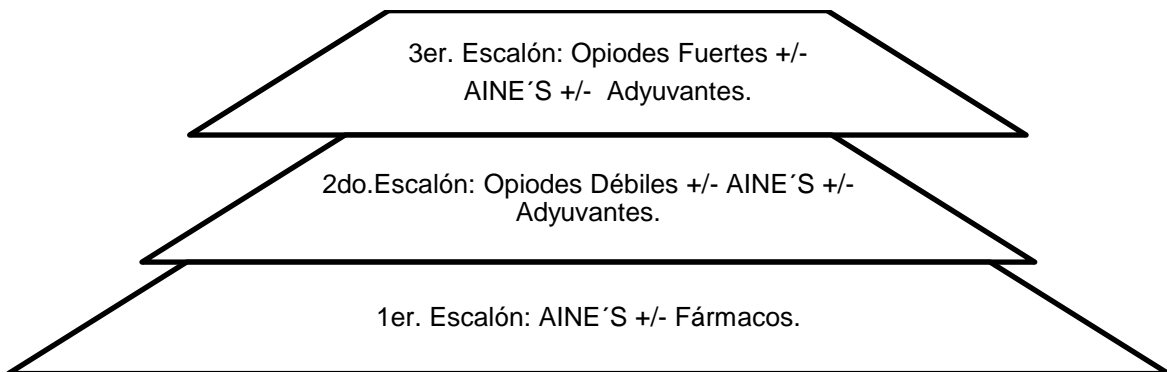 3er. Escalón: Opiodes Fuertes +/-
AINE´S +/- Adyuvantes.
2do.Escalón: Opiodes Débiles +/- AINE´S +/-
Adyuvantes.
1er. Escalón: AINE´S +/- Fármacos.